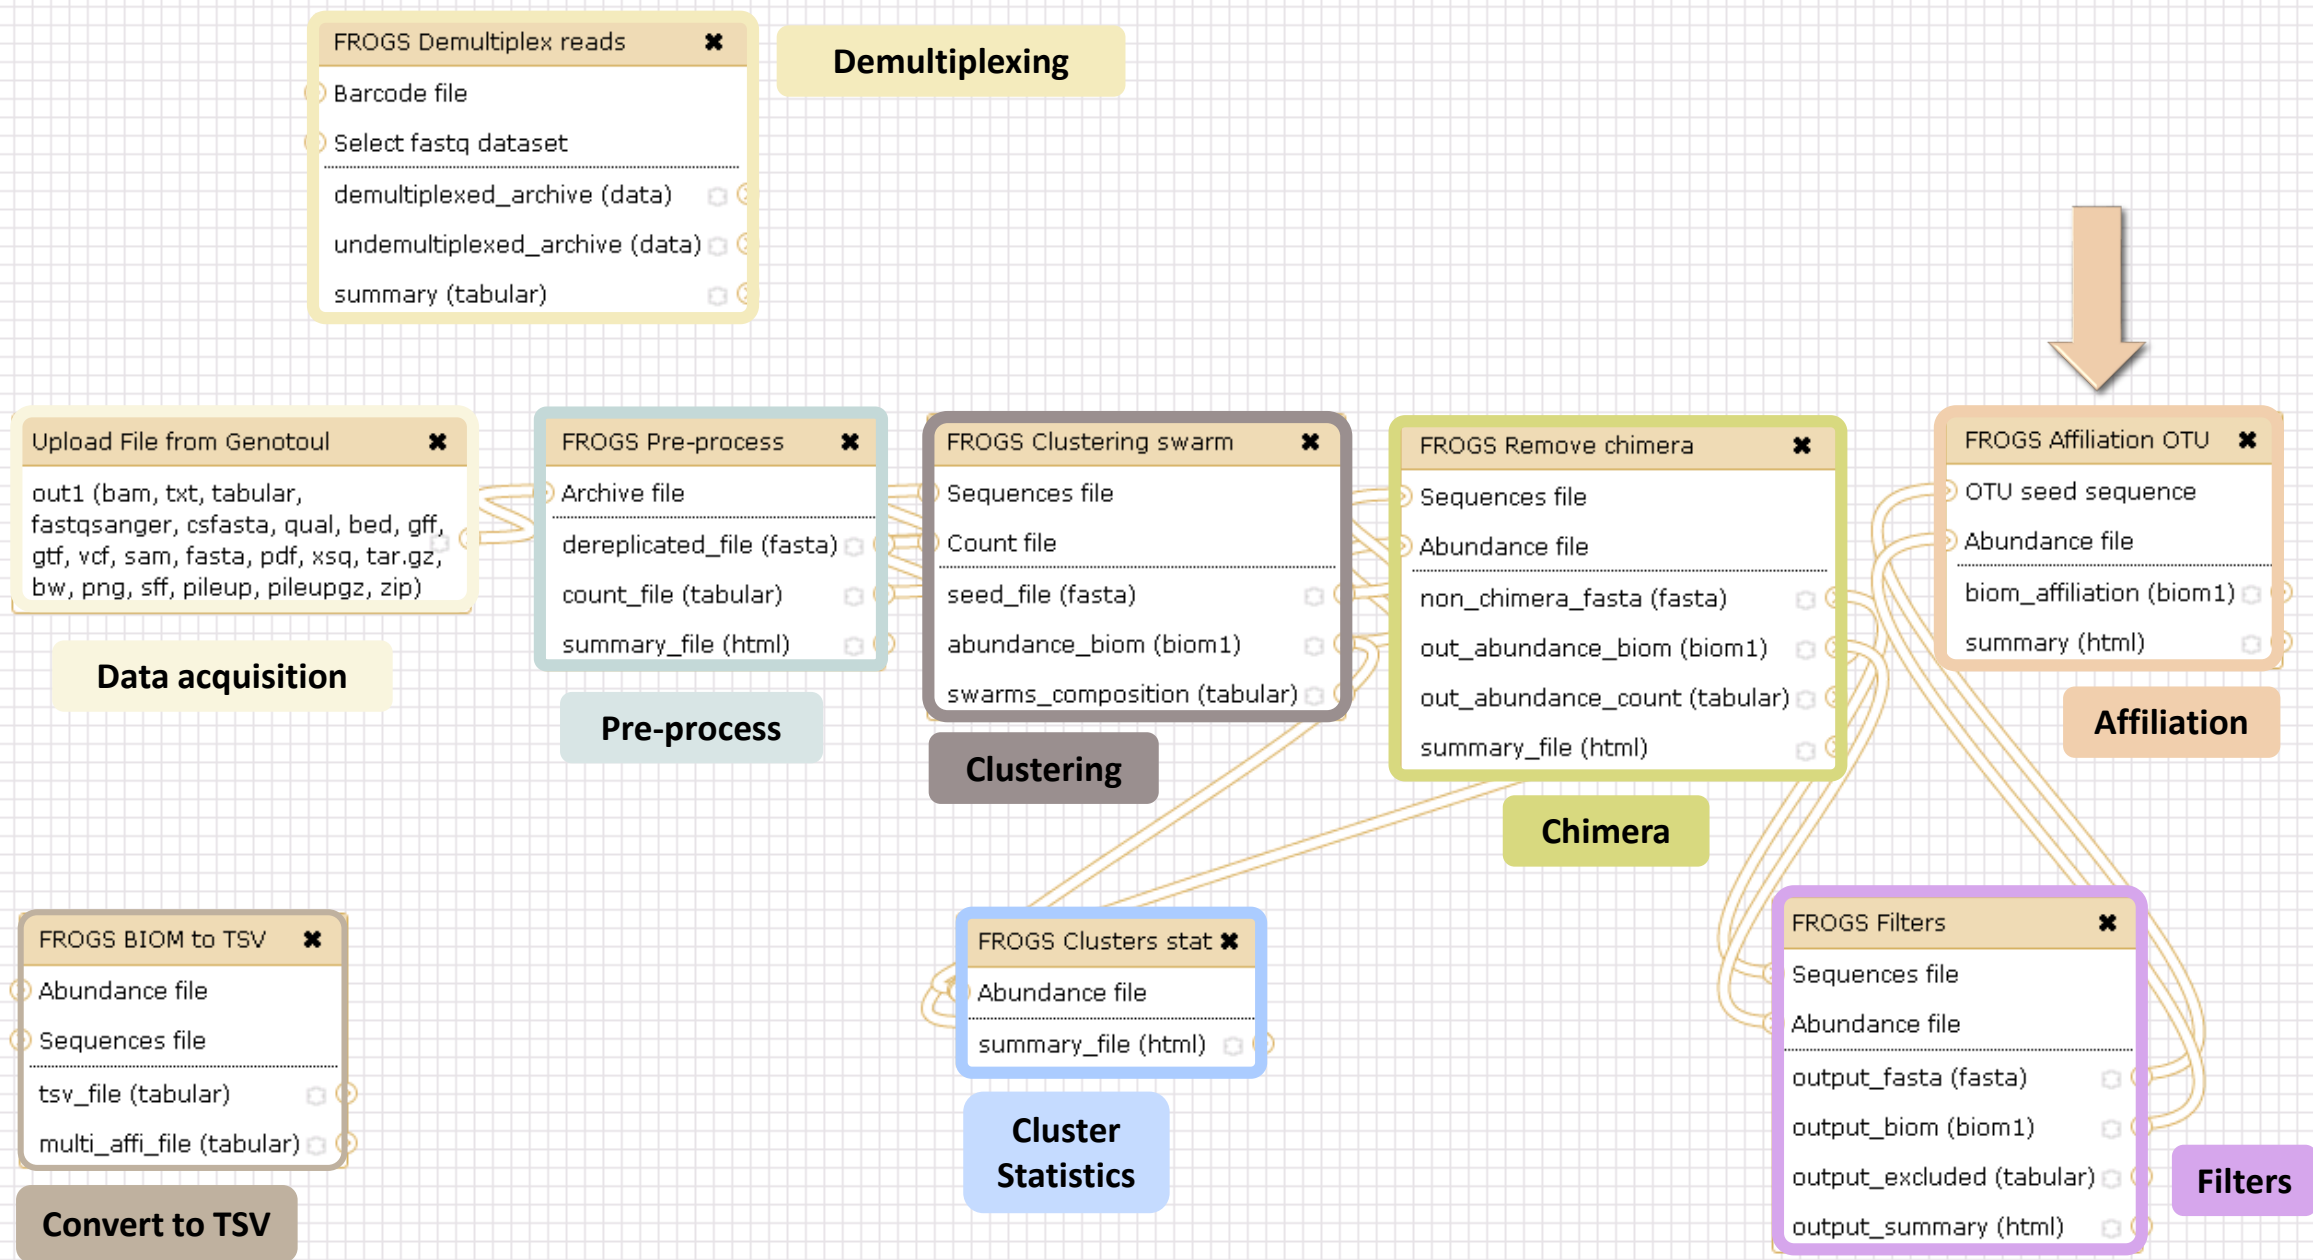 FROGS Demultiplex reads
Barcode file
Select fastq dataset
demultiplexed_archive (data)
undemultiplexed_archive (data)
summary (tabular)
Demultiplexing
Upload File from Genotoul
out1 (bam, txt, tabular,
fastqsanger, csfasta, qual, bed, gff,
gtf, vcf, sam, fasta, pdf, xsq, tar.gz,
bw, png, sff, pileup, pileupgz, zip)
Data acquisition
FROGS Pre-process
Archive file
dereplicated_file (fasta)
count_file (tabular)
summary_file (html)
Pre-process
FROGS Clustering swarm
Sequences file
Count file
seed_file (fasta)
abundance_biom (biom1)
swarms_composition (tabular)
Clustering
FROGS Remove chimera
Sequences file
Abundance file
non_chimera_fasta (fasta)
out_abundance_biom (biom1)
out_abundance_count (tabular)
summary_file (html)
Chimera
FROGS Affiliation OTU
OTU seed sequence
Abundance file
biom_affiliation (biom1)
summary (html)
Affiliation
FROGS BIOM to TSV
Abundance file
Sequences file
tsv_file (tabular)
multi_affi_file (tabular)
Convert to TSV
FROGS Clusters stat
Abundance file
summary_file (html)
Cluster
Statistics
FROGS Filters
Sequences file
Abundance file
output_fasta (fasta)
output_biom (biom1)
output_excluded (tabular)
output_summary (html)
Filters